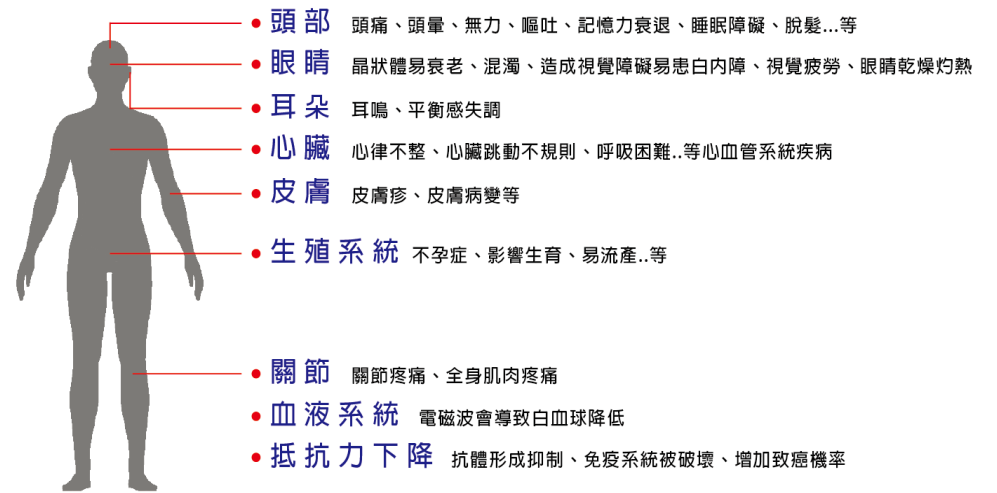 頭部 頭痛、頭暈、無力、嘔吐、記憶力衰退、睡眠障礙、脫髮...等
眼睛 晶狀體易衰老、混濁、造成視覺障礙易患白內障、視覺疲勞、眼睛乾燥灼熱
耳朵 耳鳴、平衡感失調
心臟 心律不整、心臟跳動不規則、呼吸困難..等心血管系統疾病
皮膚 皮膚疹、皮膚病變等
生殖系統 不孕症、影響生育、易流產..等
關節 關節疼痛、全身肌肉疼痛
血液系統 電磁波會導致白血球降低
抵抗力下降 抗體形成抑制、免疫系統被破壞、增加致癌機率